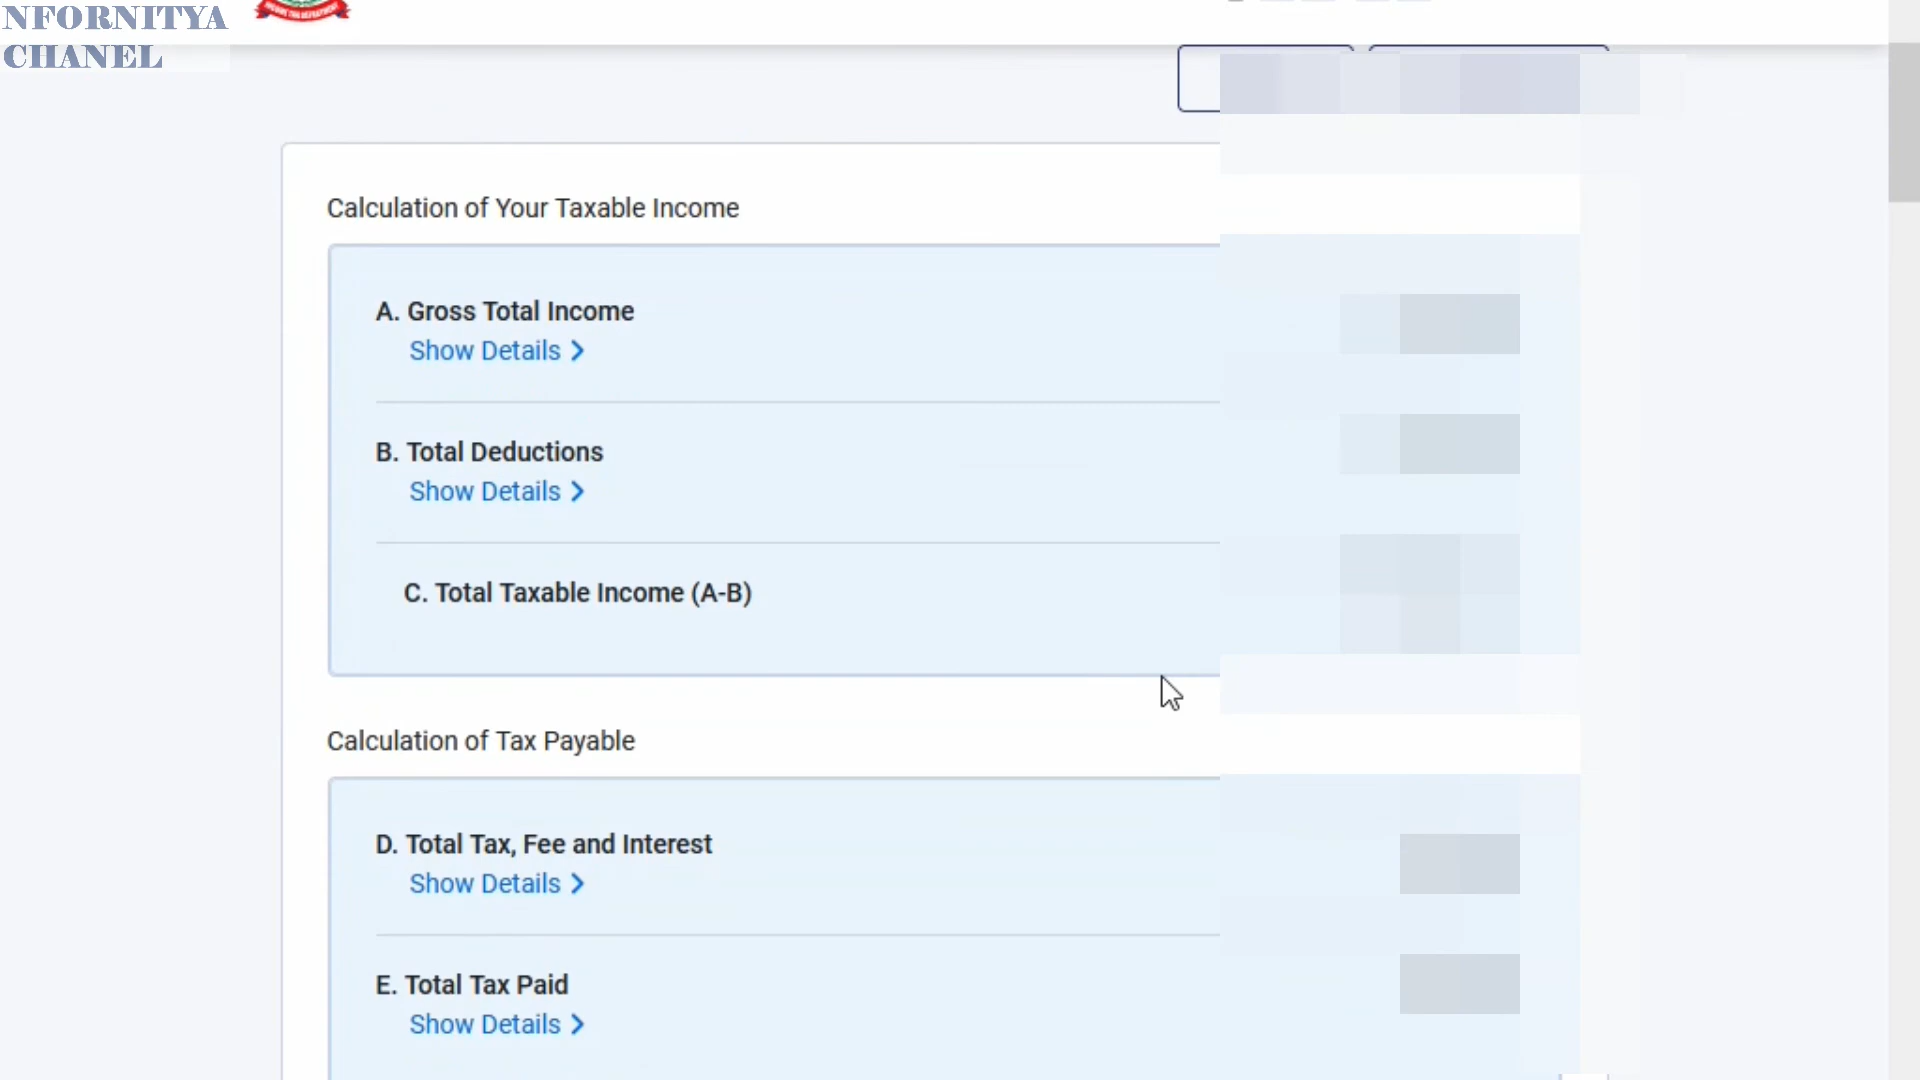 NFORNITYA
CHANEL
Calculation of Your Taxable Income
A. Gross Total Income
Show Details
B. Total Deductions
Show Details
C. Total Taxable Income (A-B)
Calculation of Tax Payable
D. Total Tax, Fee and Interest
Show Details
E. Total Tax Paid
Show Details